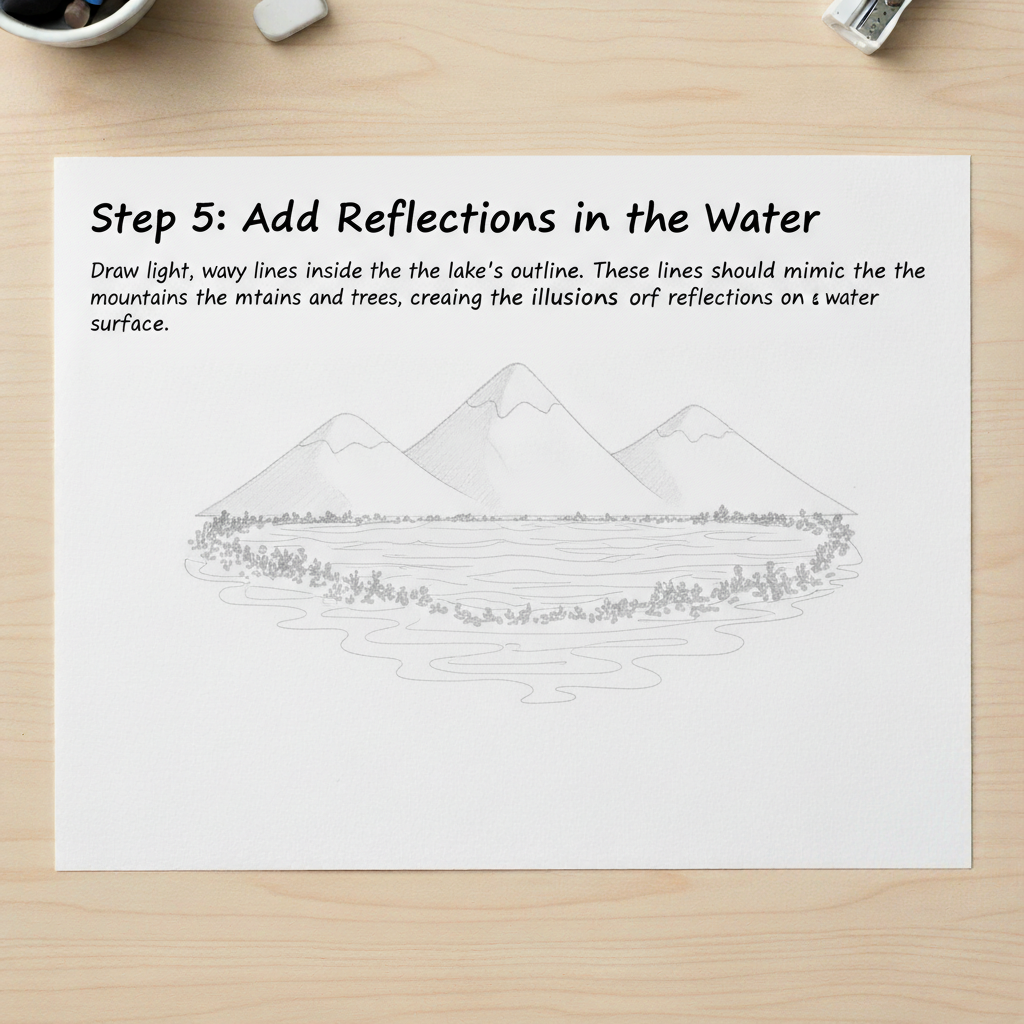 Step 5: Add Reflections in the Water
Draw light, wavy lines inside the the lake's outline. These lines should mimic the the
mountains the mtains and trees, creaing the illusions orf reflections on water
surface.